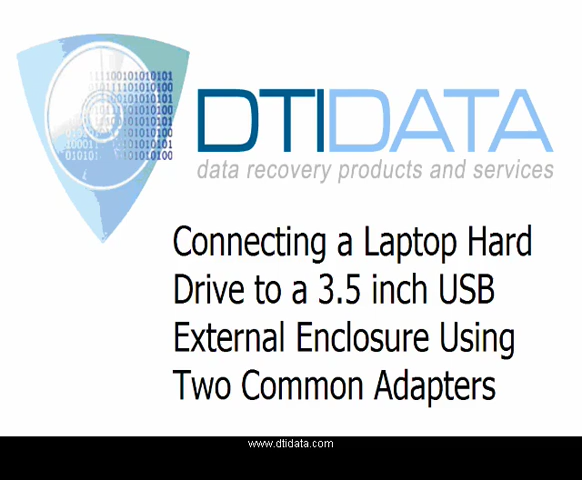 DTIDATA
data recovery products and services
Connecting a Laptop Hard
Drive to a 3.5 inch USB
External Enclosure Using
Two Common Adapters
www.dtidata.com